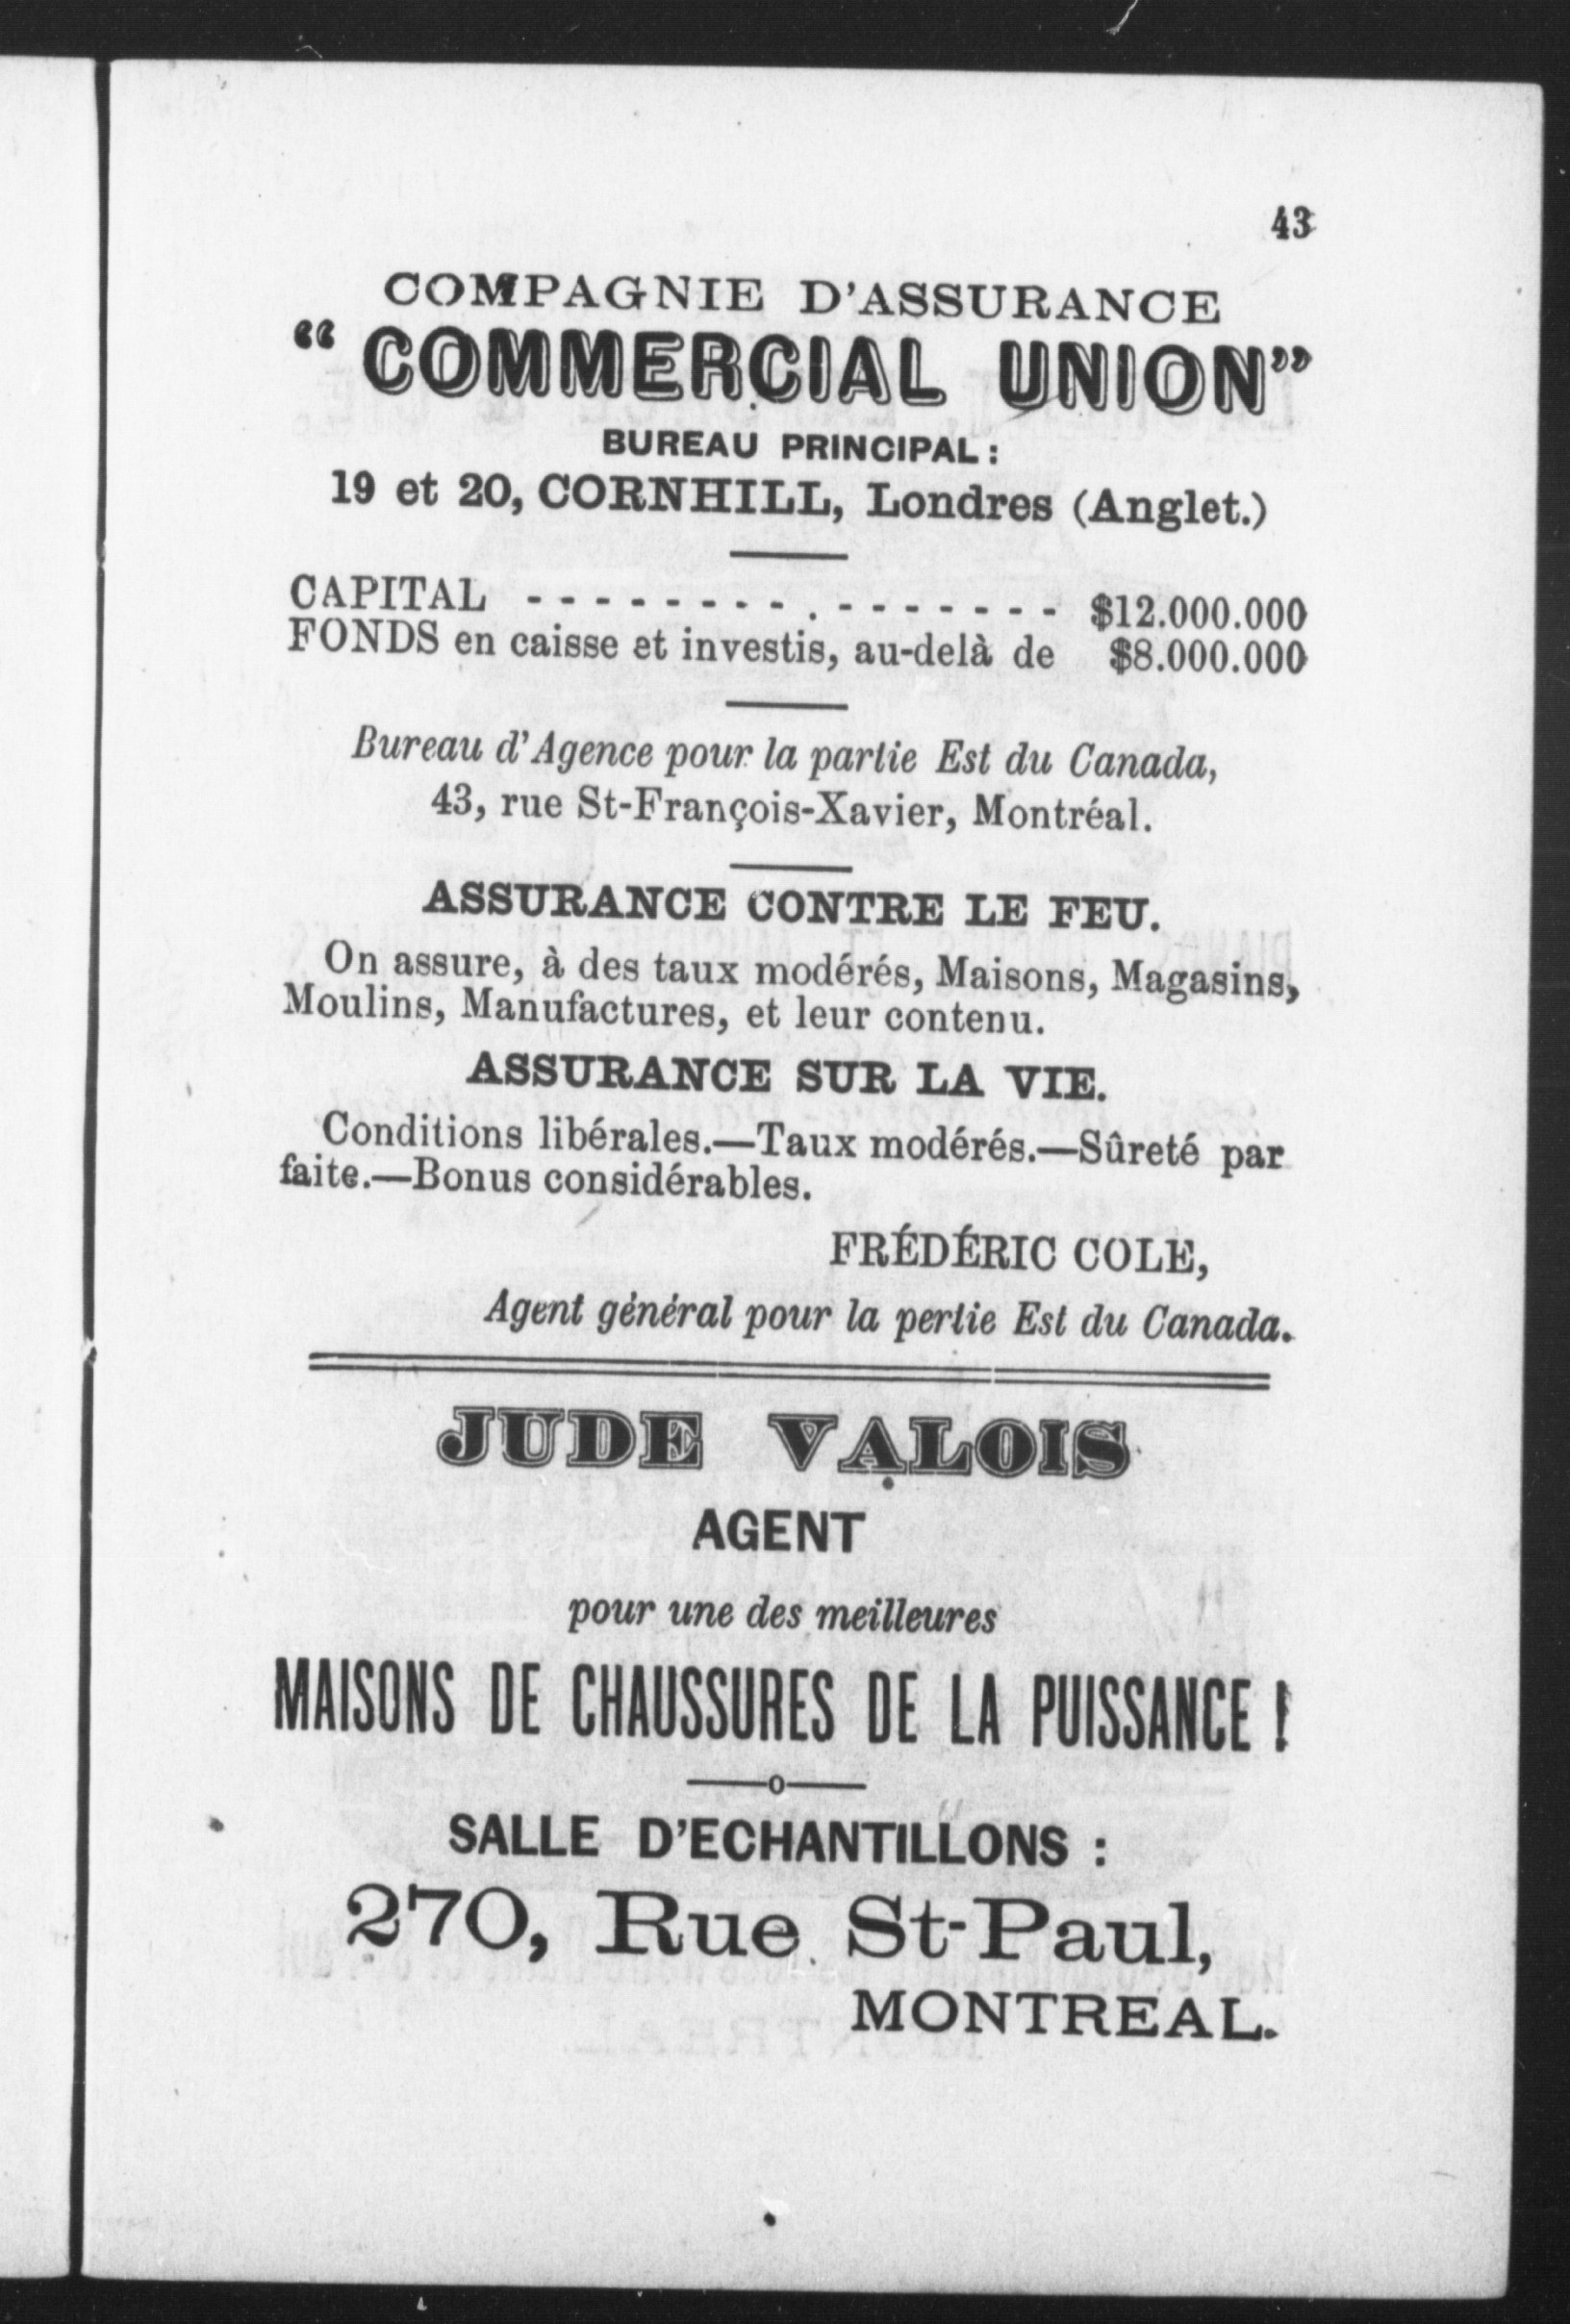 43
COMPAGNIE D'ASSURANCE
“COMMERCIAL UNION”
BUREAU PRINCIPAL :
19 et 20, CORNHILL, Londres (Anglet.)
CAPITAL - - - - - - - - . - - - - - - - $12.000.000
FONDS en caisse et investis, au-delà de $8.000.000
Bureau d'Agence pour la partie Est du Canada,
43, rue St-François-Xavier, Montréal.
ASSURANCE CONTRE LE FEU.
On assure, à des taux modérés, Maisons, Magasins,
Moulins, Manufactures, et leur contenu.
ASSURANCE SUR LA VIE.
Conditions libérales.—Taux modérés.—Sûreté par
faite.—Bonus considérables.
FRÉDÉRIC COLE,
Agent général pour la pertie Est du Canada.
JUDE VALOIS
AGENT
pour une des meilleures
MAISONS DE CHAUSSURES DE LA PUISSANCE !
—o—
SALLE D'ECHANTILLONS :
270, Rue St-Paul,
MONTREAL.